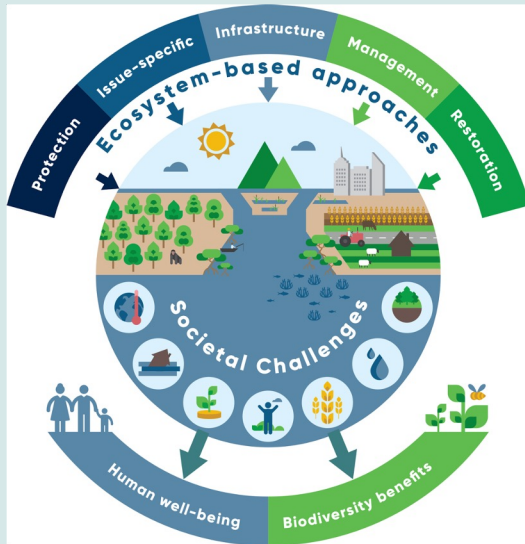 Protection
Issue-specific
Infrastructure
Management
Restoration
Ecosystem-based approaches
Societal Challenges
Human well-being
Biodiversity benefits